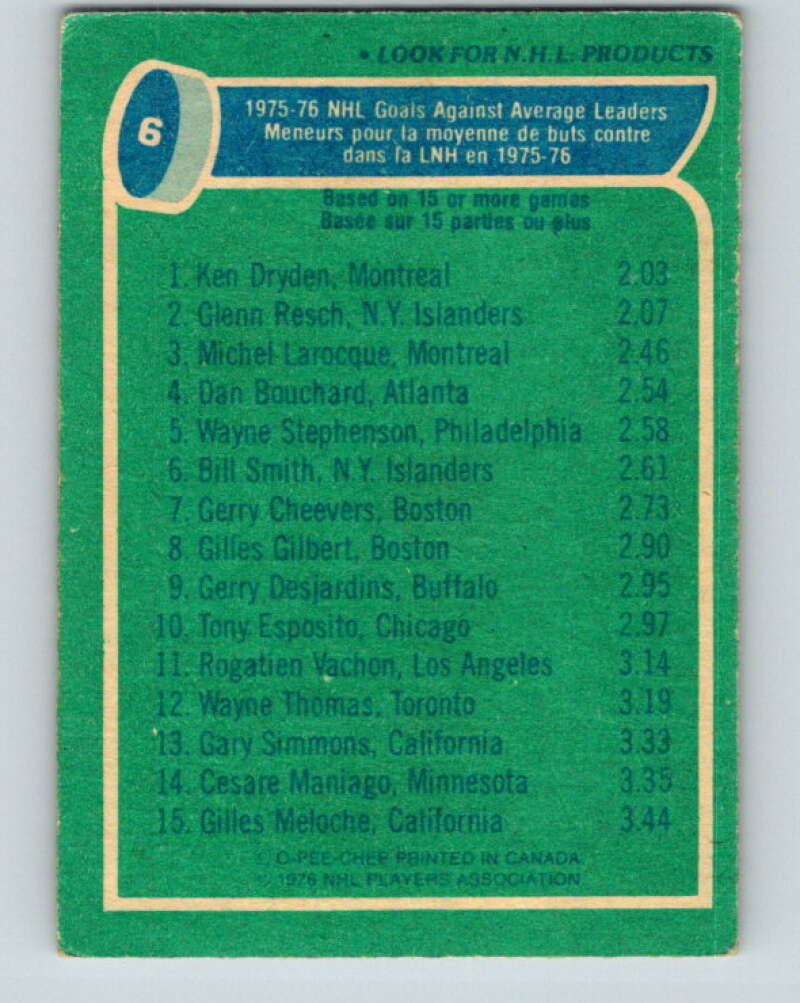 • LOOK FOR N.H.L. PRODUCTS
6
1975-76 NHL Goals Against Average Leaders
Meneurs pour la moyenne de buts contre
dans la LNH en 1975-76
Based on 15 or more games
Basée sur 15 parties ou plus
1. Ken Dryden, Montreal 2.03
2. Glenn Resch, N.Y. Islanders 2.07
3. Michel Larocque, Montreal 2.46
4. Dan Bouchard, Atlanta 2.54
5. Wayne Stephenson, Philadelphia 2.58
6. Bill Smith, N.Y. Islanders 2.61
7. Gerry Cheevers, Boston 2.73
8. Gilles Gilbert, Boston 2.90
9. Gerry Desjardins, Buffalo 2.95
10. Tony Esposito, Chicago 2.97
11. Rogatien Vachon, Los Angeles 3.14
12. Wayne Thomas, Toronto 3.19
13. Gary Simmons, California 3.33
14. Cesare Maniago, Minnesota 3.35
15. Gilles Meloche, California 3.44
© O-PEE-CHEE PRINTED IN CANADA
© 1976 NHL PLAYERS ASSOCIATION